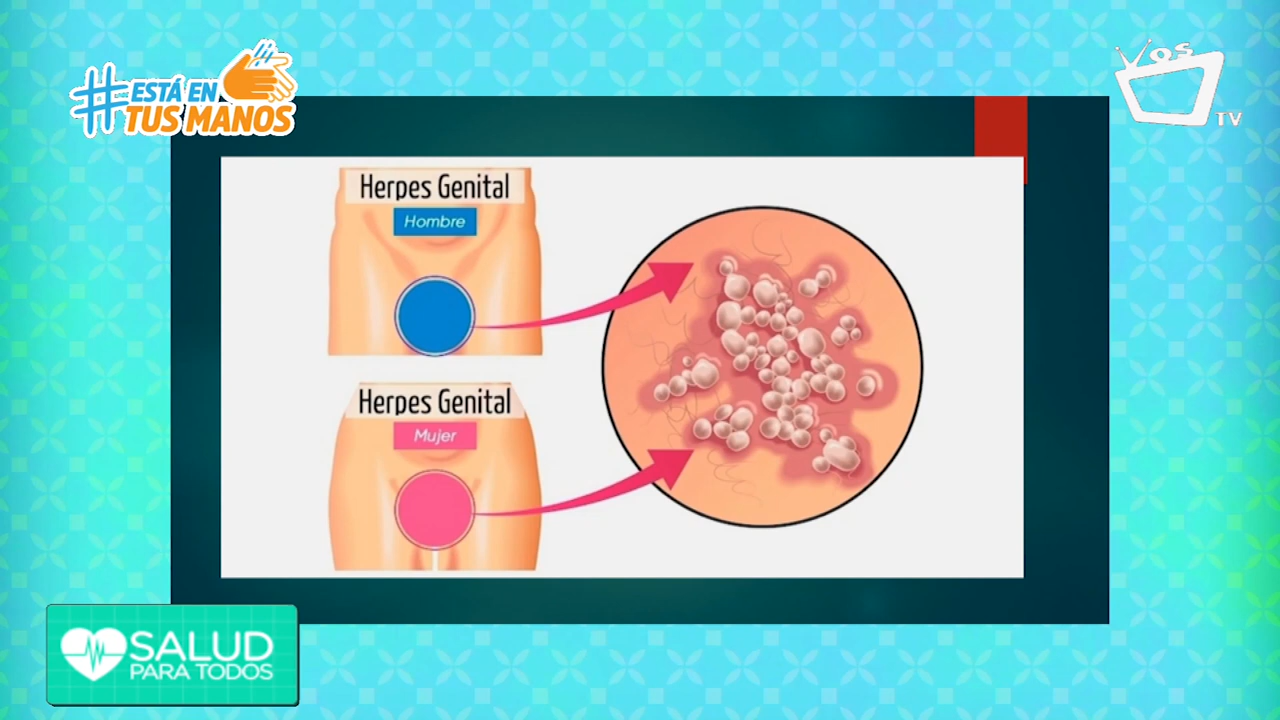 #ESTÁ EN
TUS MANOS
VOS
TV
Herpes Genital
Hombre
Herpes Genital
Mujer
SALUD
PARA TODOS